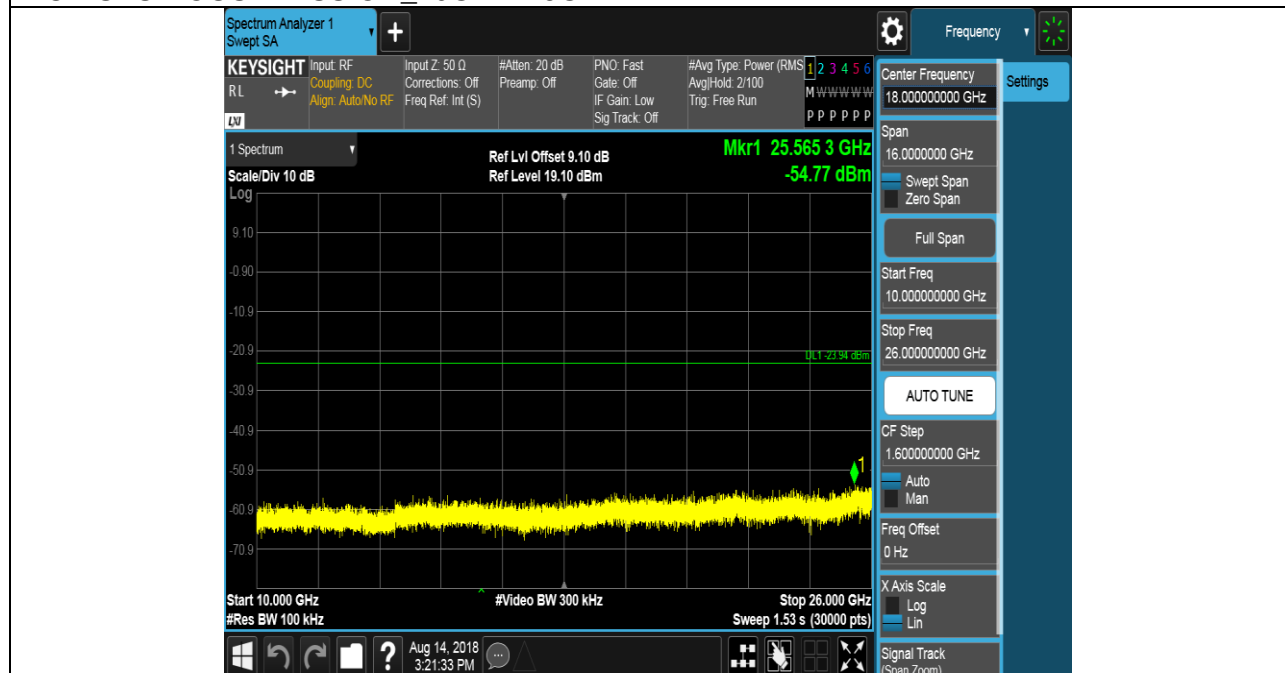 Spectrum Analyzer 1
Swept SA
+
Frequency
KEYSIGHT
RL
LXI
Input: RF
Coupling: DC
Align: Auto/No RF
Input Z: 50 Ω
Corrections: Off
Freq Ref: Int (S)
#Atten: 20 dB
Preamp: Off
PNO: Fast
Gate: Off
IF Gain: Low
Sig Track: Off
#Avg Type: Power (RMS
Avg|Hold: 2/100
Trig: Free Run
1 2 3 4 5 6
M W W W W W
P P P P P P
1 Spectrum
Scale/Div 10 dB
Ref Lvl Offset 9.10 dB
Ref Level 19.10 dBm
Mkr1 25.565 3 GHz
-54.77 dBm
Log
9.10
-0.90
-10.9
-20.9
-30.9
-40.9
-50.9
-60.9
-70.9
DL1 -23.94 dBm
1
Start 10.000 GHz
#Res BW 100 kHz
#Video BW 300 kHz
Stop 26.000 GHz
Sweep 1.53 s (30000 pts)
?
Aug 14, 2018
3:21:33 PM
Center Frequency
18.000000000 GHz
Settings
Span
16.0000000 GHz
Swept Span
Zero Span
Full Span
Start Freq
10.000000000 GHz
Stop Freq
26.000000000 GHz
AUTO TUNE
CF Step
1.600000000 GHz
Auto
Man
Freq Offset
0 Hz
X Axis Scale
Log
Lin
Signal Track
(Span Zoom)